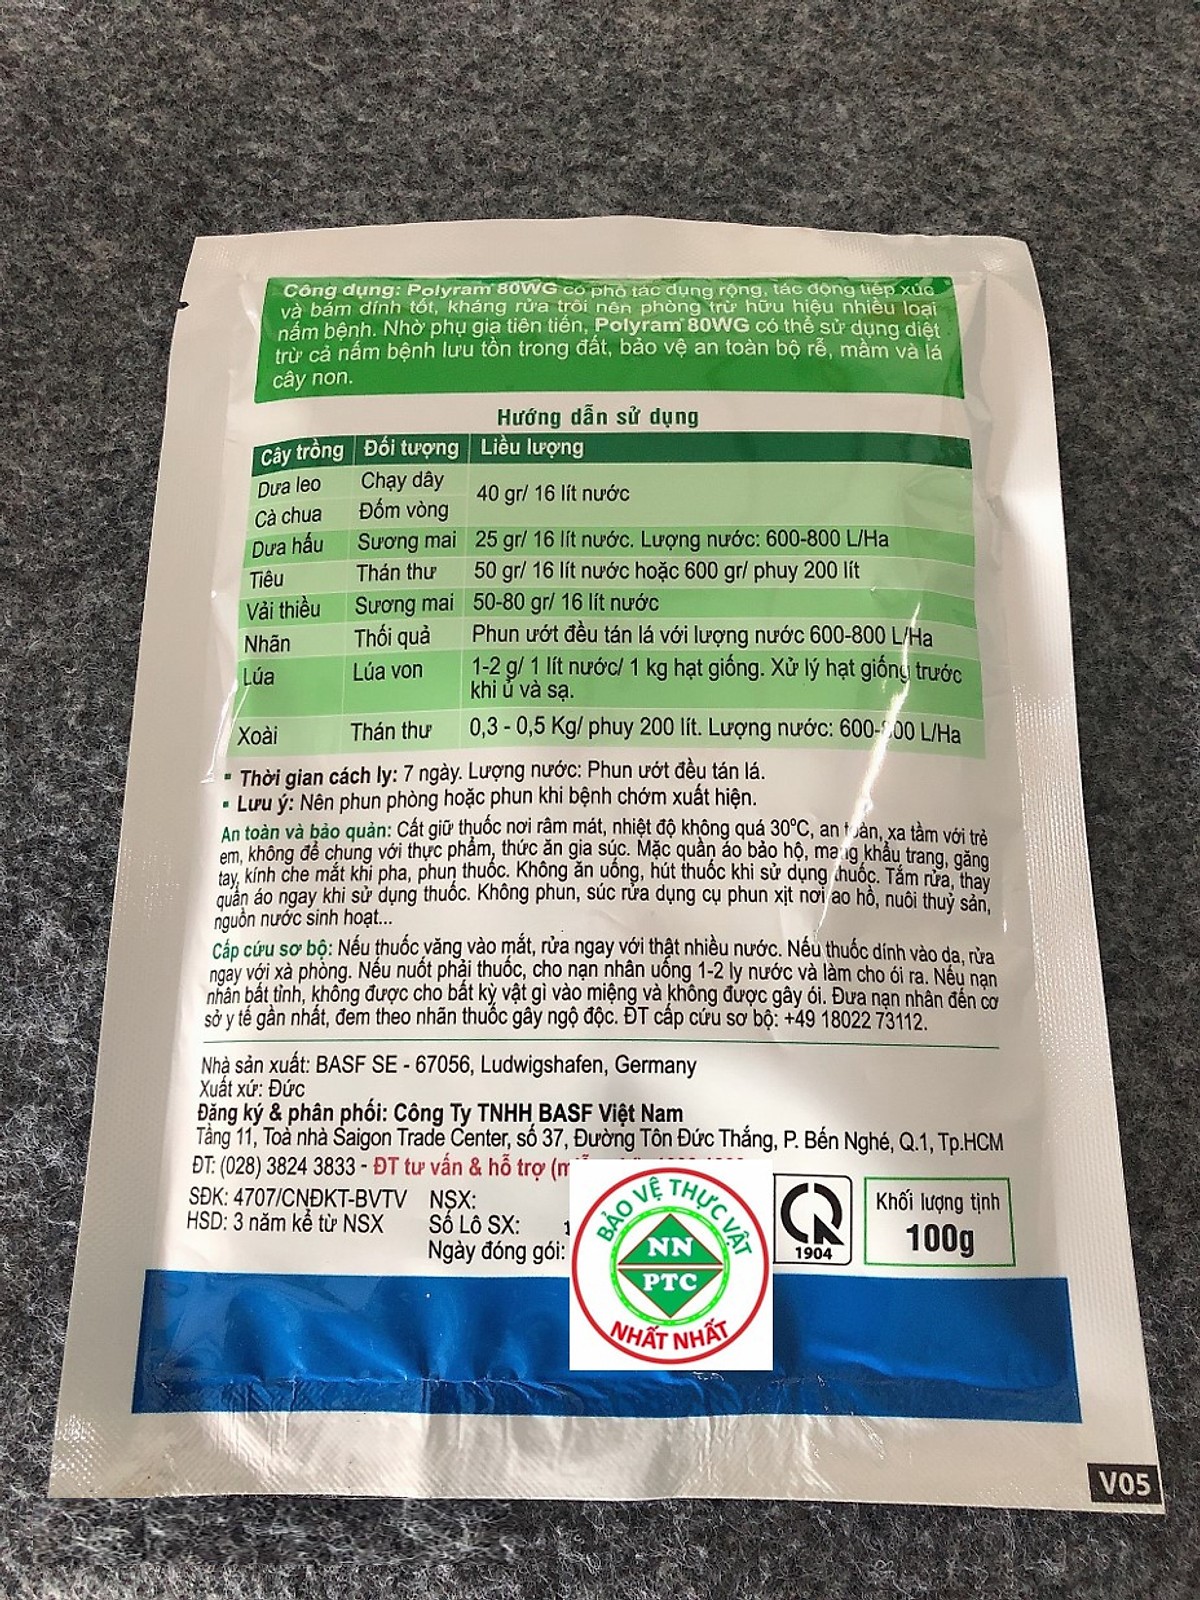 Công dụng: Polyram 80WG có phổ tác dụng rộng, tác động tiếp xúc
và bám dính tốt, kháng rửa trôi nên phòng trừ hữu hiệu nhiều loại
nấm bệnh. Nhờ phụ gia tiên tiến, Polyram 80WG có thể sử dụng diệt
trừ cả nấm bệnh lưu tồn trong đất, bảo vệ an toàn bộ rễ, mầm và lá
cây non.
Hướng dẫn sử dụng
Cây trồng Đối tượng Liều lượng
Dưa leo Chạy dây
40 gr/ 16 lít nước
Cà chua Đốm vòng
Dưa hấu Sương mai 25 gr/ 16 lít nước. Lượng nước: 600-800 L/Ha
Tiêu Thán thư 50 gr/ 16 lít nước hoặc 600 gr/ phuy 200 lít
Vải thiều Sương mai 50-80 gr/ 16 lít nước
Nhãn Thối quả Phun ướt đều tán lá với lượng nước 600-800 L/Ha
Lúa Lúa von 1-2 g/ 1 lít nước/ 1 kg hạt giống. Xử lý hạt giống trước
khi ủ và sạ.
Xoài Thán thư 0,3 - 0,5 Kg/ phuy 200 lít. Lượng nước: 600-800 L/Ha
▪ Thời gian cách ly: 7 ngày. Lượng nước: Phun ướt đều tán lá.
▪ Lưu ý: Nên phun phòng hoặc phun khi bệnh chớm xuất hiện.
An toàn và bảo quản: Cất giữ thuốc nơi râm mát, nhiệt độ không quá 30°C, an toàn, xa tầm với trẻ
em, không để chung với thực phẩm, thức ăn gia súc. Mặc quần áo bảo hộ, mang khẩu trang, găng
tay, kính che mắt khi pha, phun thuốc. Không ăn uống, hút thuốc khi sử dụng thuốc. Tắm rửa, thay
quần áo ngay khi sử dụng thuốc. Không phun, súc rửa dụng cụ phun xịt nơi ao hồ, nuôi thuỷ sản,
nguồn nước sinh hoạt...
Cấp cứu sơ bộ: Nếu thuốc văng vào mắt, rửa ngay với thật nhiều nước. Nếu thuốc dính vào da, rửa
ngay với xà phòng. Nếu nuốt phải thuốc, cho nạn nhân uống 1-2 ly nước và làm cho ói ra. Nếu nạn
nhân bất tỉnh, không được cho bất kỳ vật gì vào miệng và không được gây ói. Đưa nạn nhân đến cơ
sở y tế gần nhất, đem theo nhãn thuốc gây ngộ độc. ĐT cấp cứu sơ bộ: +49 18022 73112.
Nhà sản xuất: BASF SE - 67056, Ludwigshafen, Germany
Xuất xứ: Đức
Đăng ký & phân phối: Công Ty TNHH BASF Việt Nam
Tầng 11, Toà nhà Saigon Trade Center, số 37, Đường Tôn Đức Thắng, P. Bến Nghé, Q.1, Tp.HCM
ĐT: (028) 3824 3833 - ĐT tư vấn & hỗ trợ
SĐK: 4707/CNĐKT-BVTV NSX:
HSD: 3 năm kể từ NSX Số Lô SX:
Ngày đóng gói:
BẢO VỆ THỰC VẬT
NN
PTC
NHẤT NHẤT
1904
Khối lượng tịnh
100g
V05